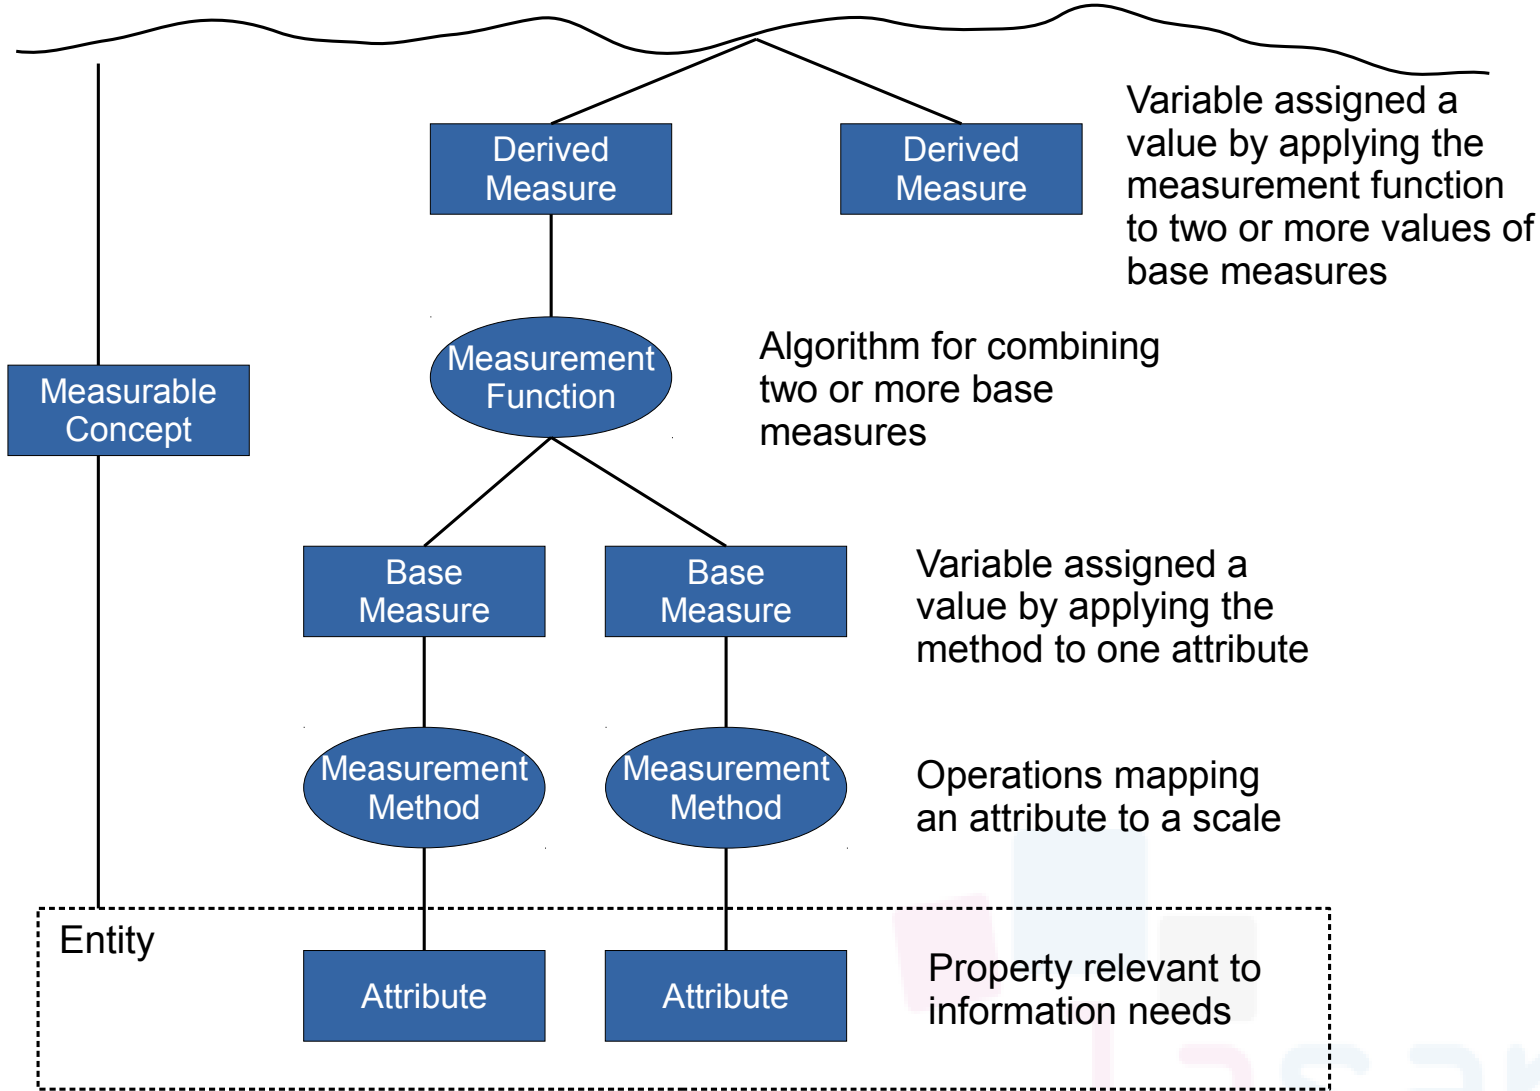 Derived
Measure
Derived
Measure
Variable assigned a
value by applying the
measurement function
to two or more values of
base measures
Measurement
Function
Algorithm for combining
two or more base
measures
Measurable
Concept
Base
Measure
Base
Measure
Variable assigned a
value by applying the
method to one attribute
Measurement
Method
Measurement
Method
Operations mapping
an attribute to a scale
Entity
Attribute
Attribute
Property relevant to
information needs